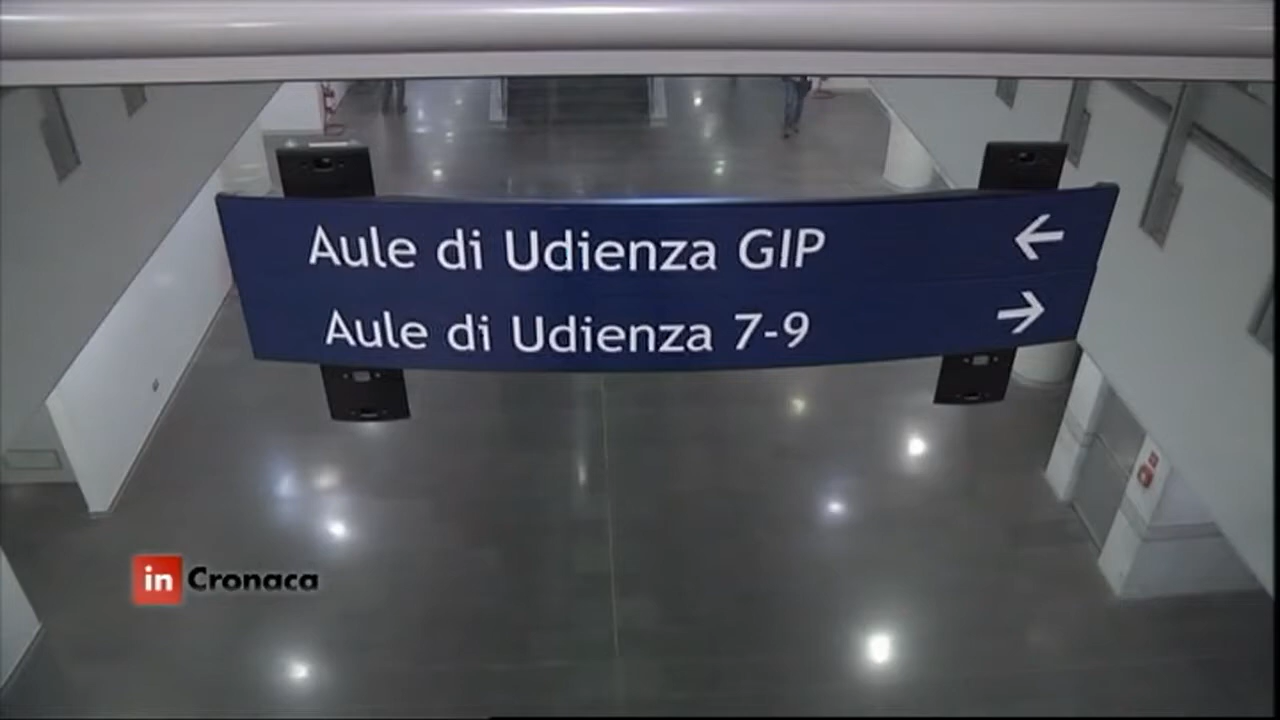 Aule di Udienza GIP ←
Aule di Udienza 7-9 →
in Cronaca